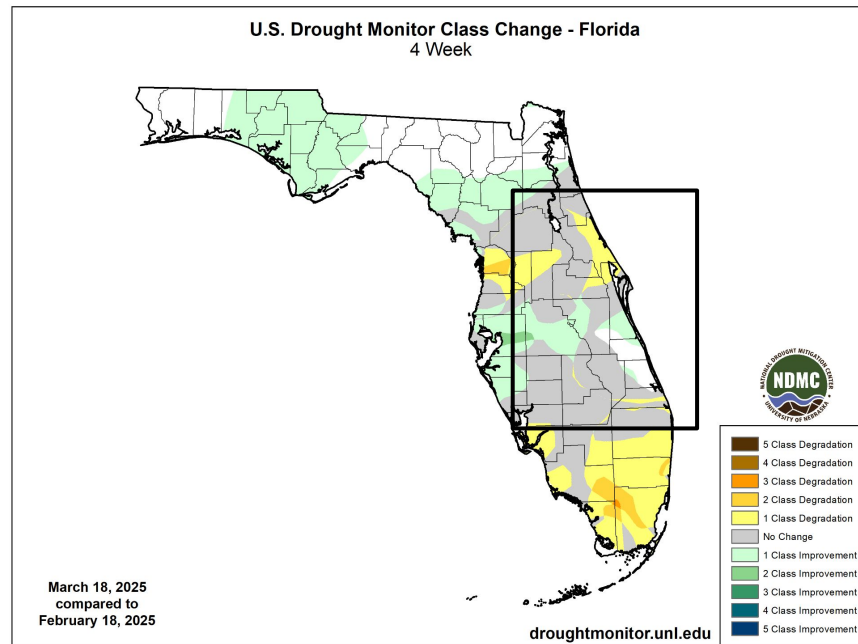 U.S. Drought Monitor Class Change - Florida
4 Week
NATIONAL DROUGHT MITIGATION CENTER
NDMC
UNIVERSITY OF NEBRASKA
5 Class Degradation
4 Class Degradation
3 Class Degradation
2 Class Degradation
1 Class Degradation
No Change
1 Class Improvement
2 Class Improvement
3 Class Improvement
4 Class Improvement
5 Class Improvement
March 18, 2025
compared to
February 18, 2025
droughtmonitor.unl.edu